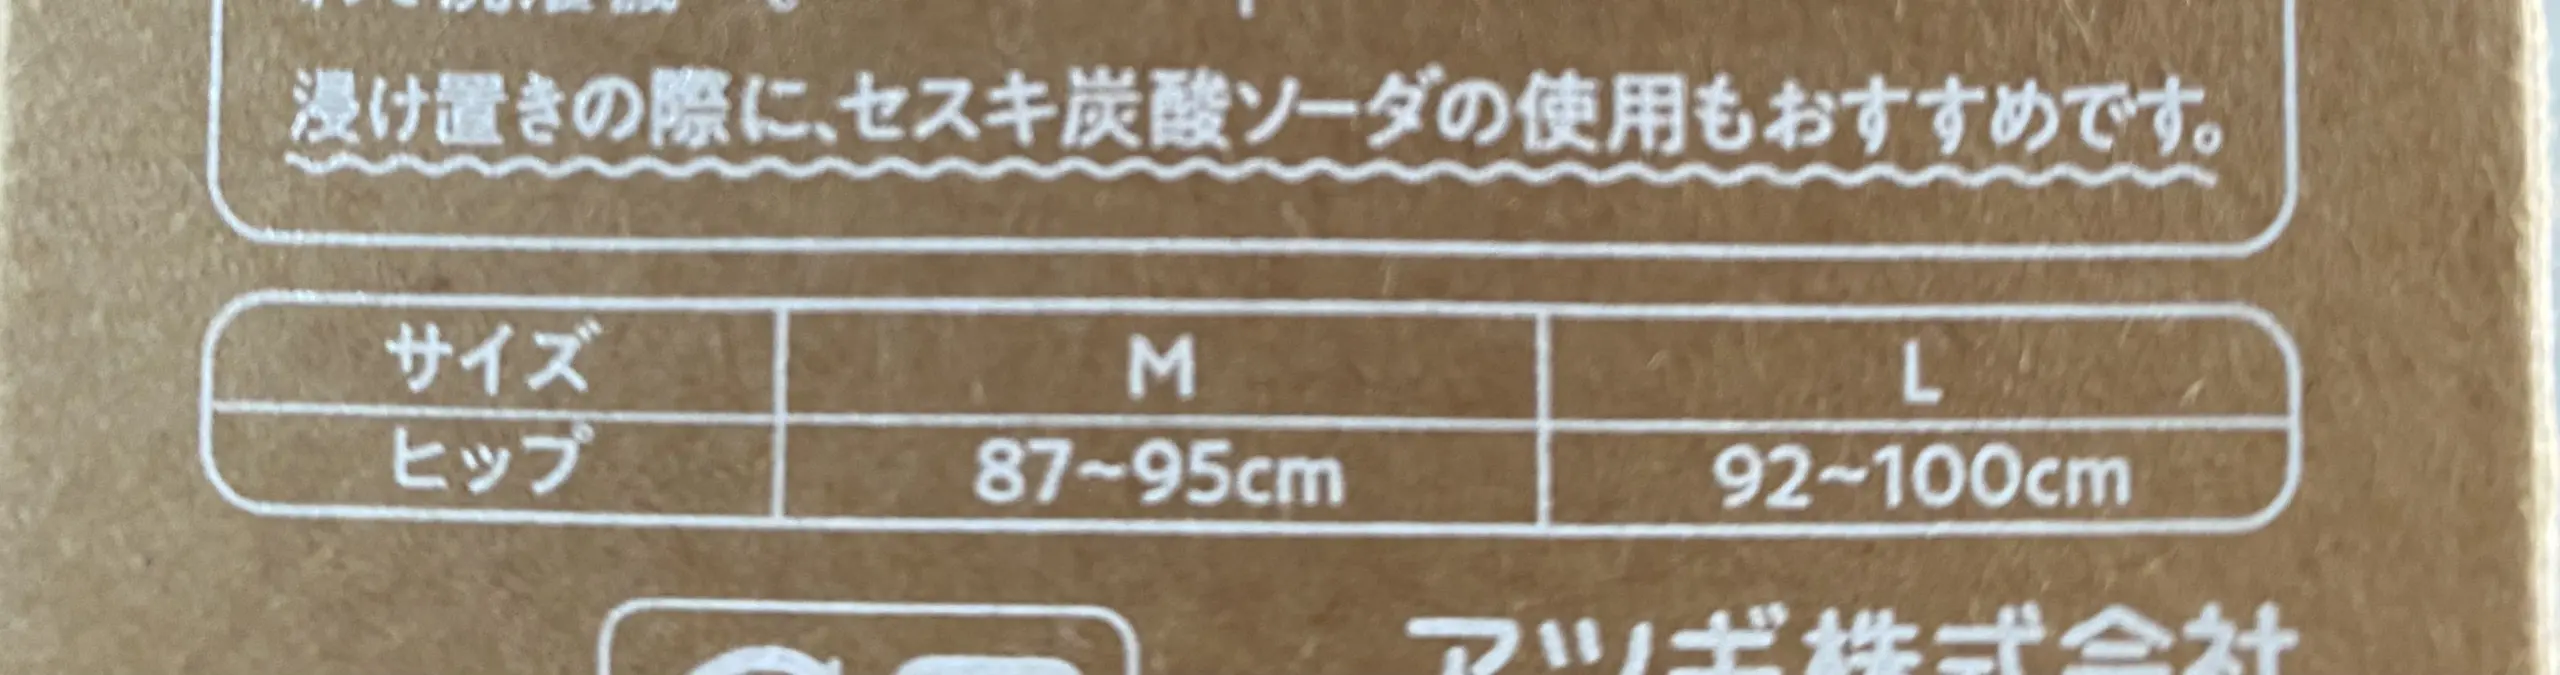 浸け置きの際に、セスキ炭酸ソーダの使用もおすすめです。
サイズ M L
ヒップ 87~95cm 92~100cm
アツギ株式会社